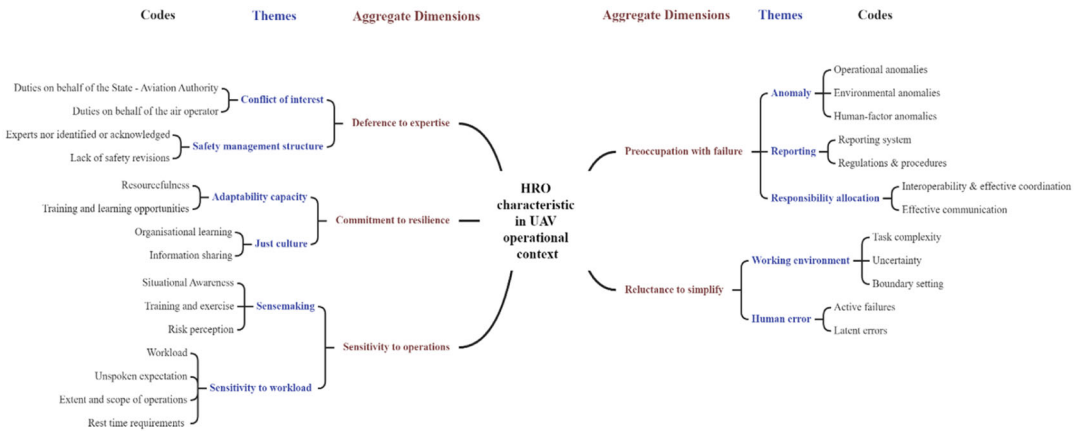 Codes Themes Aggregate Dimensions
Aggregate Dimensions Themes Codes
Duties on behalf of the State - Aviation Authority
Duties on behalf of the air operator
Conflict of interest
Experts nor identified or acknowledged
Lack of safety revisions
Safety management structure
Deference to expertise
Resourcefulness
Training and learning opportunities
Adaptability capacity
Organisational learning
Information sharing
Just culture
Commitment to resilience
Situational Awareness
Training and exercise
Risk perception
Sensemaking
Workload
Unspoken expectation
Extent and scope of operations
Rest time requirements
Sensitivity to workload
Sensitivity to operations
HRO
characteristic
in UAV
operational
context
Preoccupation with failure
Anomaly
Operational anomalies
Environmental anomalies
Human-factor anomalies
Reporting
Reporting system
Regulations & procedures
Responsibility allocation
Interoperability & effective coordination
Effective communication
Reluctance to simplify
Working environment
Task complexity
Uncertainty
Boundary setting
Human error
Active failures
Latent errors